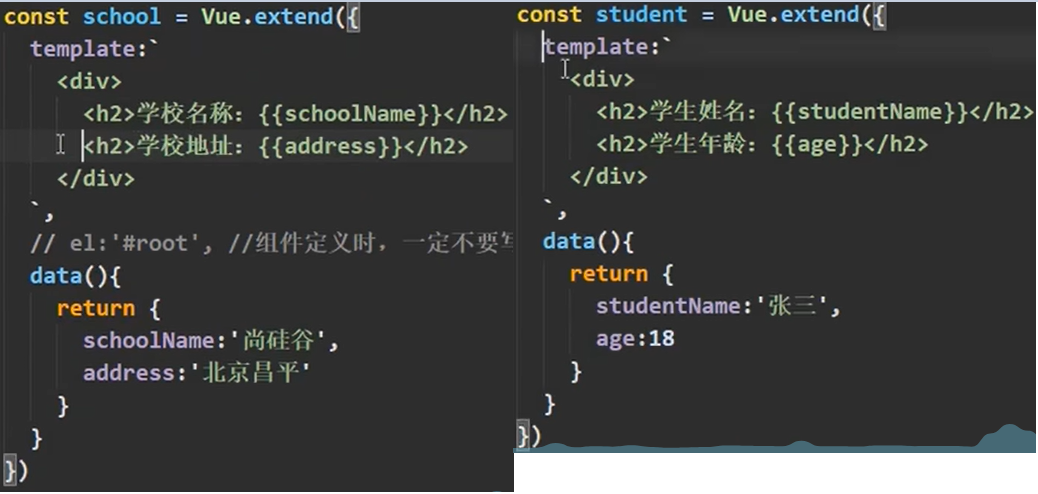 const school = Vue.extend({
template:`
<div>
<h2>学校名称：{{schoolName}}</h2>
<h2>学校地址：{{address}}</h2>
</div>
`,
// el:'#root', //组件定义时，一定不要
data(){
return {
schoolName:'尚硅谷',
address:'北京昌平'
}
}
})
const student = Vue.extend({
template:`
<div>
<h2>学生姓名：{{studentName}}</h2>
<h2>学生年龄：{{age}}</h2>
</div>
`,
data(){
return {
studentName:'张三',
age:18
}
}
})